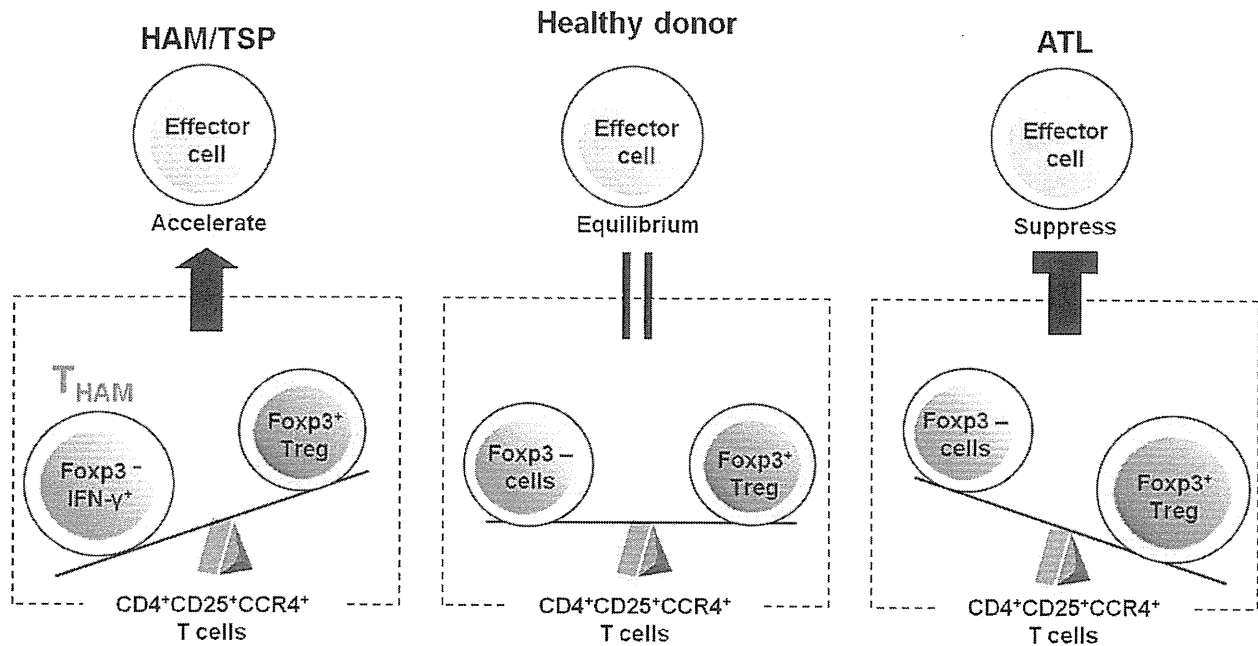 HAM/TSP
Effector
cell
Accelerate
THAM
Foxp3 -
IFN-γ+
Foxp3+
Treg
CD4+CD25+CCR4+
T cells
Healthy donor
Effector
cell
Equilibrium
Foxp3 –
cells
Foxp3+
Treg
CD4+CD25+CCR4+
T cells
ATL
Effector
cell
Suppress
Foxp3 –
cells
Foxp3+
Treg
CD4+CD25+CCR4+
T cells